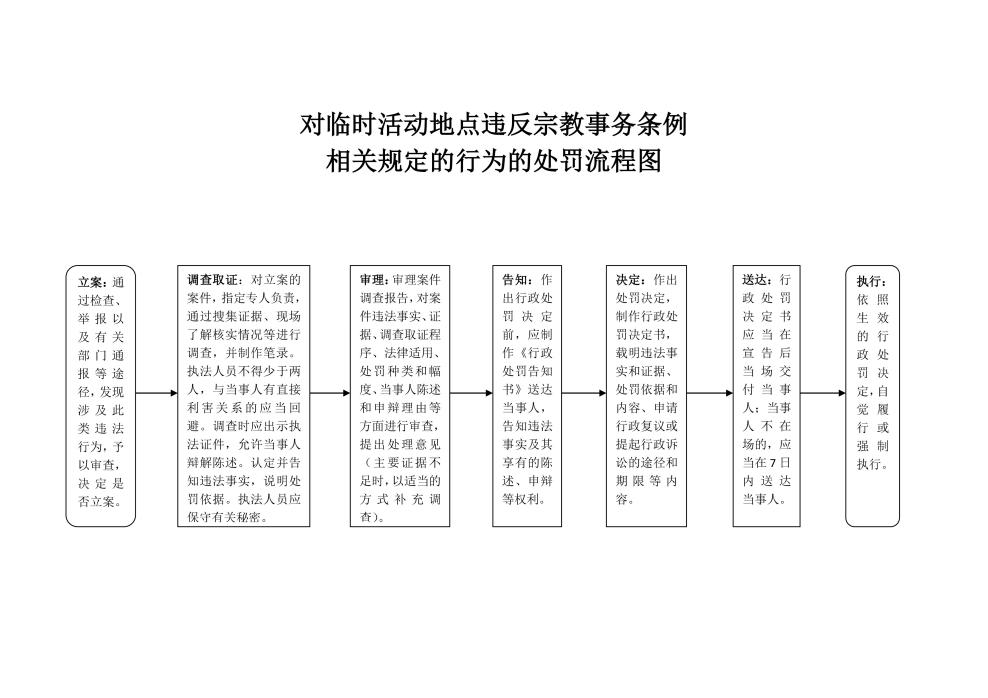 对临时活动地点违反宗教事务条例
相关规定的行为的处罚流程图
立案：通
过检查、
举报以
及有关
部门通
报等途
径，发现
涉及此
类违法
行为，予
以审查，
决定是
否立案。
调查取证：对立案的
案件，指定专人负责，
通过搜集证据、现场
了解核实情况等进行
调查，并制作笔录。
执法人员不得少于两
人，与当事人有直接
利害关系的应当回
避。调查时应出示执
法证件，允许当事人
辩解陈述。认定并告
知违法事实，说明处
罚依据。执法人员应
保守有关秘密。
审理：审理案件
调查报告，对案
件违法事实、证
据、调查取证程
序、法律适用、
处罚种类和幅
度、当事人陈述
和申辩理由等
方面进行审查，
提出处理意见
（主要证据不
足时，以适当的
方式补充调
查）。
告知：作
出行政处
罚决定
前，应制
作《行政
处罚告知
书》送达
当事人，
告知违法
事实及其
享有的陈
述、申辩
等权利。
决定：作出
处罚决定，
制作行政处
罚决定书，
载明违法事
实和证据、
处罚依据和
内容、申请
行政复议或
提起行政诉
讼的途径和
期限等内
容。
送达：行
政处罚
决定书
应当在
宣告后
当场交
付当事
人；当事
人不在
场的，应
当在7日
内送达
当事人。
执行：
依照
生效
的行
政处
罚决
定，自
觉履
行或
强制
执行。